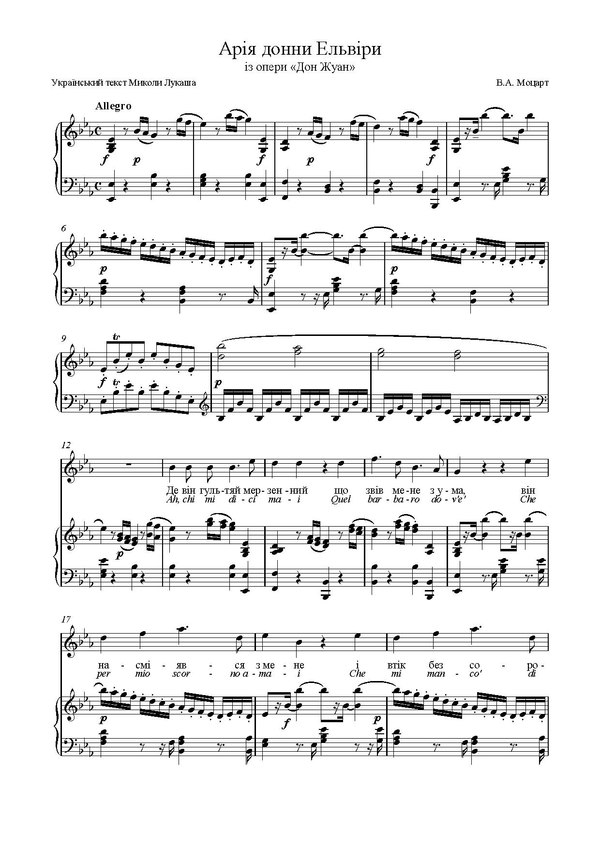 Арія донни Ельвіри
із опери «Дон Жуан»
Український текст Миколи Лукаша
В.А. Моцарт
Allegro
f p f p f
6
p f p
9
tr tr
f p
12
Де він гуль - тяй мер - зен - ний що звів ме - не з у - ма, він
Ah, chi mi di - ci ma - i Quel bar - ba - ro do - v'e' Che
f p f p
17
на - смі - яв - ся з ме - не і втік без со - ро -
per mio scor - no a - ma - i Che mi man - co' di
f p